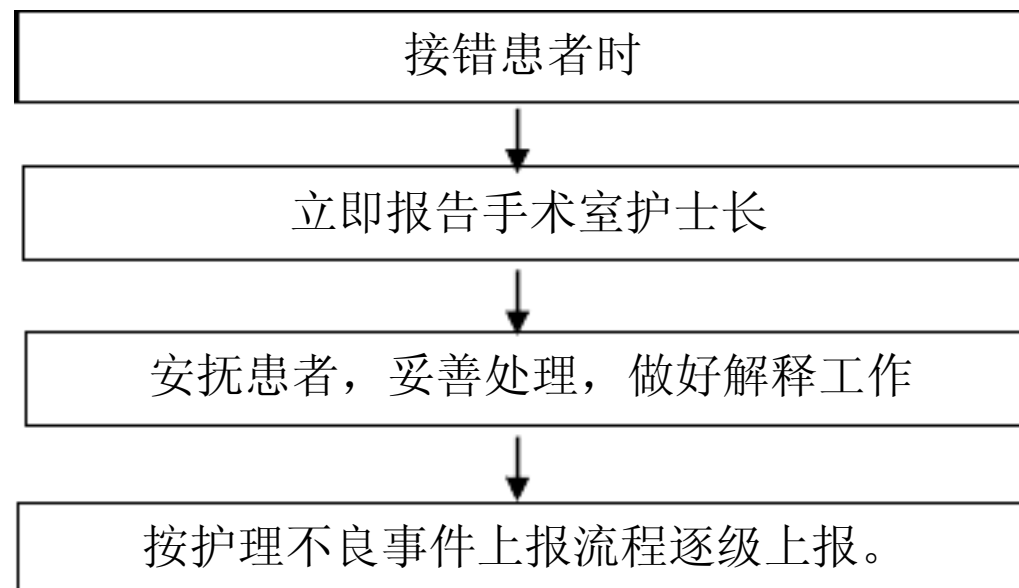 接错患者时
立即报告手术室护士长
安抚患者，妥善处理，做好解释工作
按护理不良事件上报流程逐级上报。